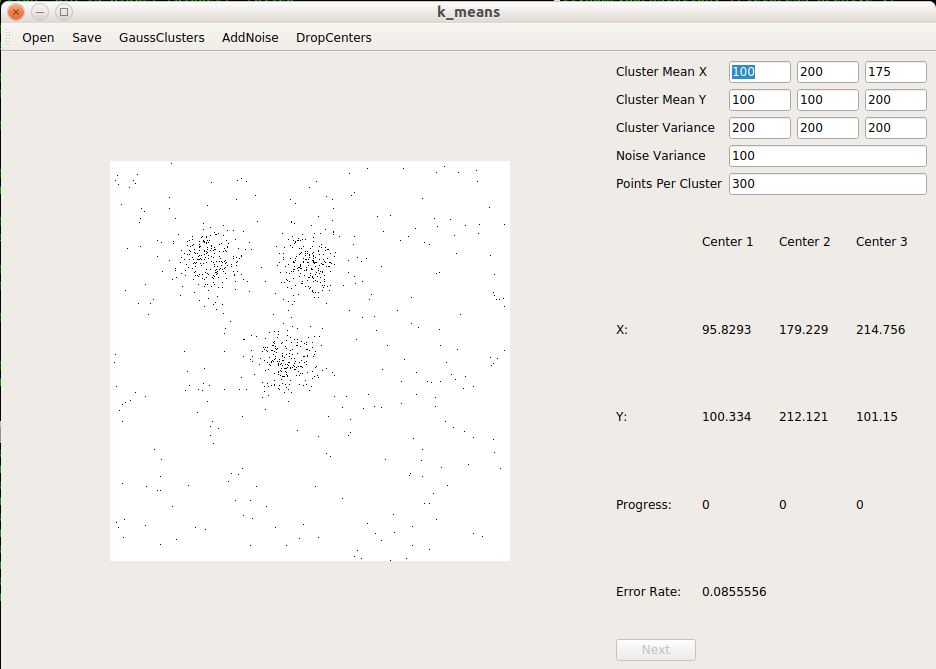 k_means
Open Save GaussClusters AddNoise DropCenters
Cluster Mean X 100 200 175
Cluster Mean Y 100 100 200
Cluster Variance 200 200 200
Noise Variance 100
Points Per Cluster 300
Center 1 Center 2 Center 3
X: 95.8293 179.229 214.756
Y: 100.334 212.121 101.15
Progress: 0 0 0
Error Rate: 0.0855556
Next